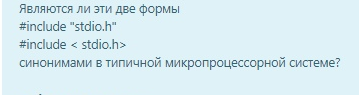 Являются ли эти две формы
#include "stdio.h"
#include < stdio.h>
синонимами в типичной микропроцессорной системе?